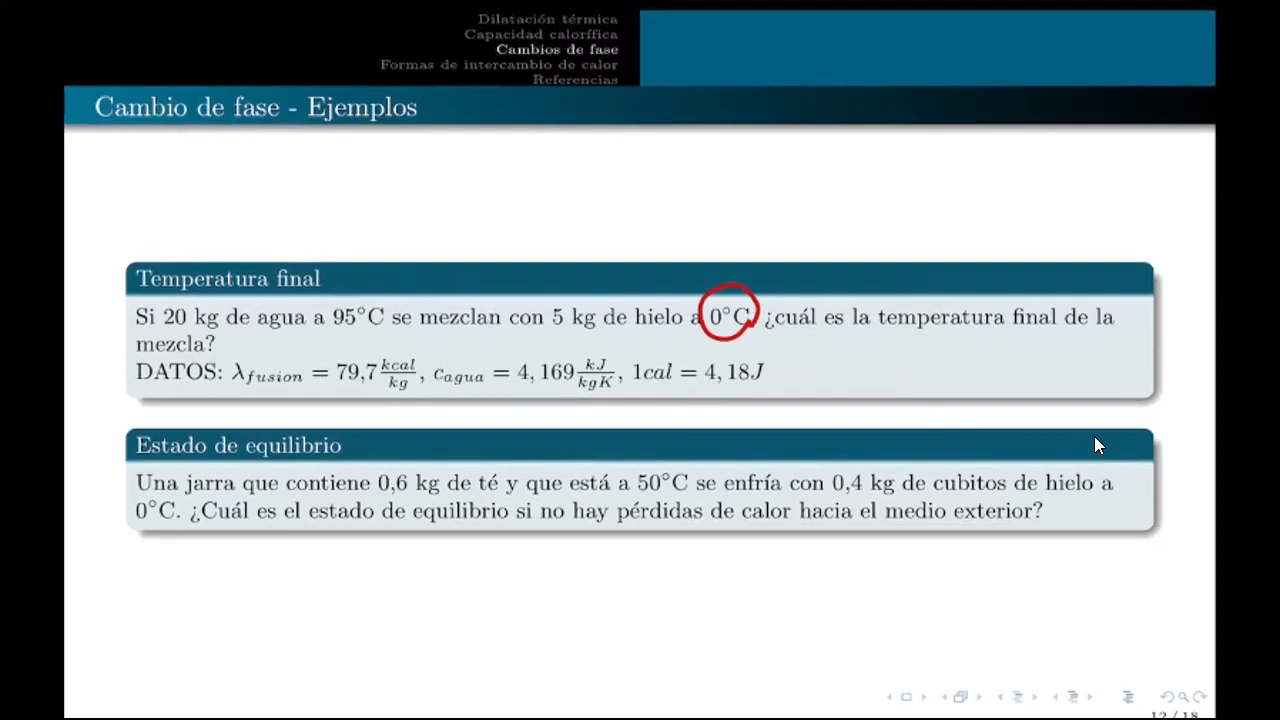 Dilatación térmica
Capacidad calorífica
Cambios de fase
Formas de intercambio de calor
Referencias
Cambio de fase - Ejemplos
Temperatura final
Si 20 kg de agua a 95°C se mezclan con 5 kg de hielo a 0°C, ¿cuál es la temperatura final de la
mezcla?
DATOS: λ_fusion = 79,7 kcal/kg, c_agua = 4,169 kJ/kgK, 1cal = 4,18J
Estado de equilibrio
Una jarra que contiene 0,6 kg de té y que está a 50°C se enfría con 0,4 kg de cubitos de hielo a
0°C. ¿Cuál es el estado de equilibrio si no hay pérdidas de calor hacia el medio exterior?
12 / 18